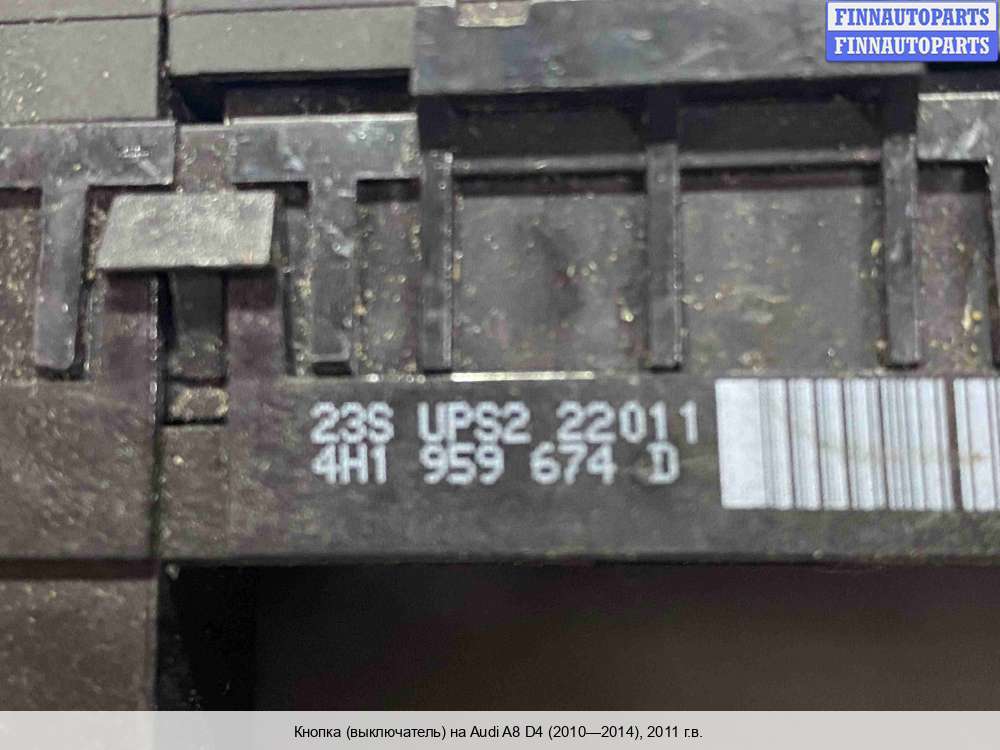 FINNAUTOPARTS
FINNAUTOPARTS
23S UPS2 22011
4H1 959 674 D
Кнопка (выключатель) на Audi A8 D4 (2010—2014), 2011 г.в.